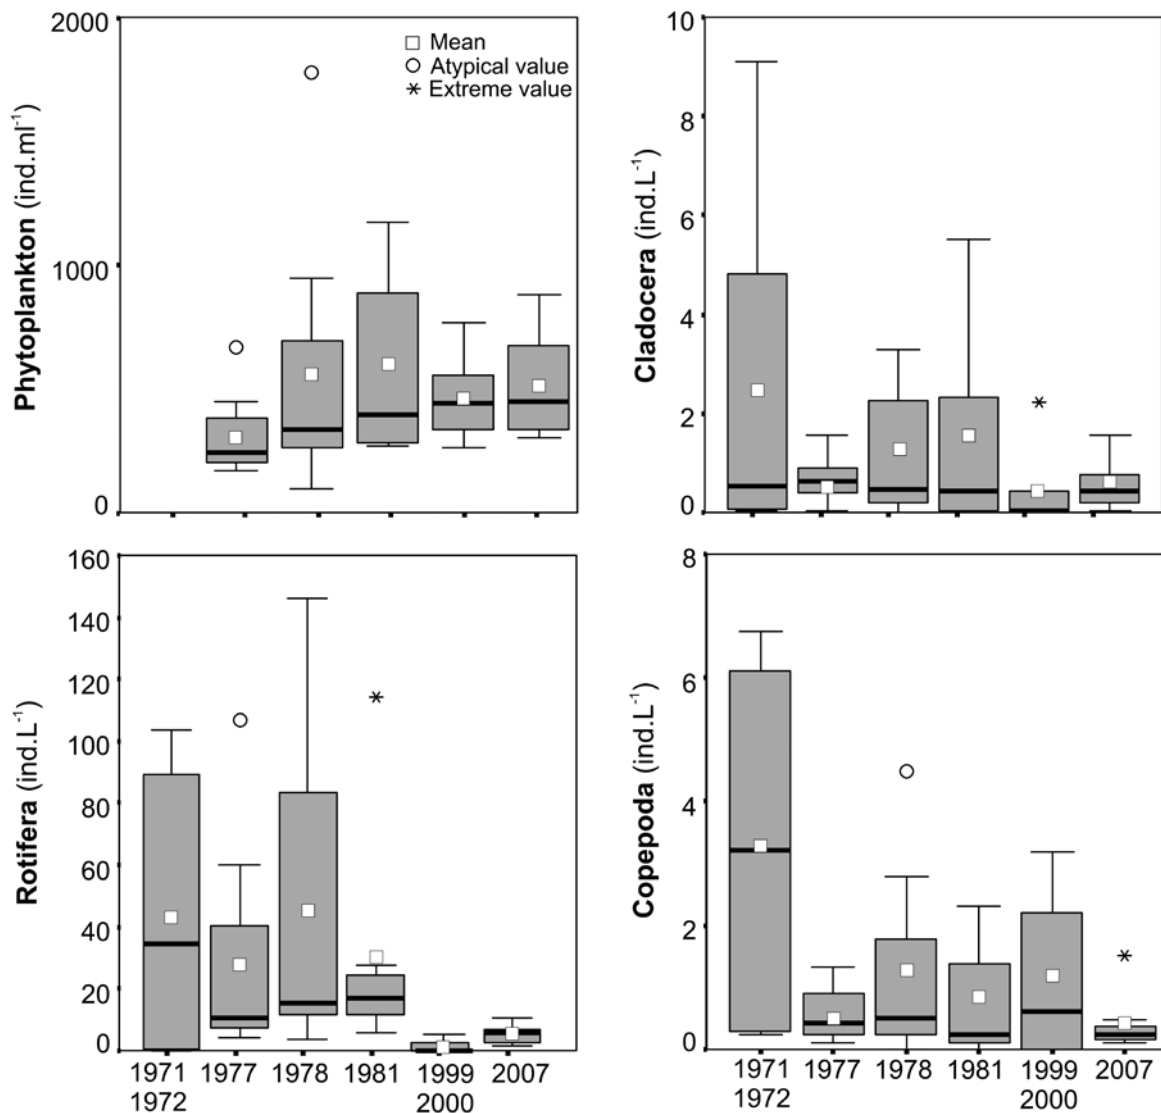 Phytoplankton (ind.ml-1)
2000
1000
0
Mean
Atypical value
Extreme value
Cladocera (ind.L-1)
10
8
6
4
2
0
Rotifera (ind.L-1)
160
140
120
100
80
60
40
20
0
1971 1977 1978 1981 1999 2007
1972 2000
Copepoda (ind.L-1)
8
6
4
2
0
1971 1977 1978 1981 1999 2007
1972 2000